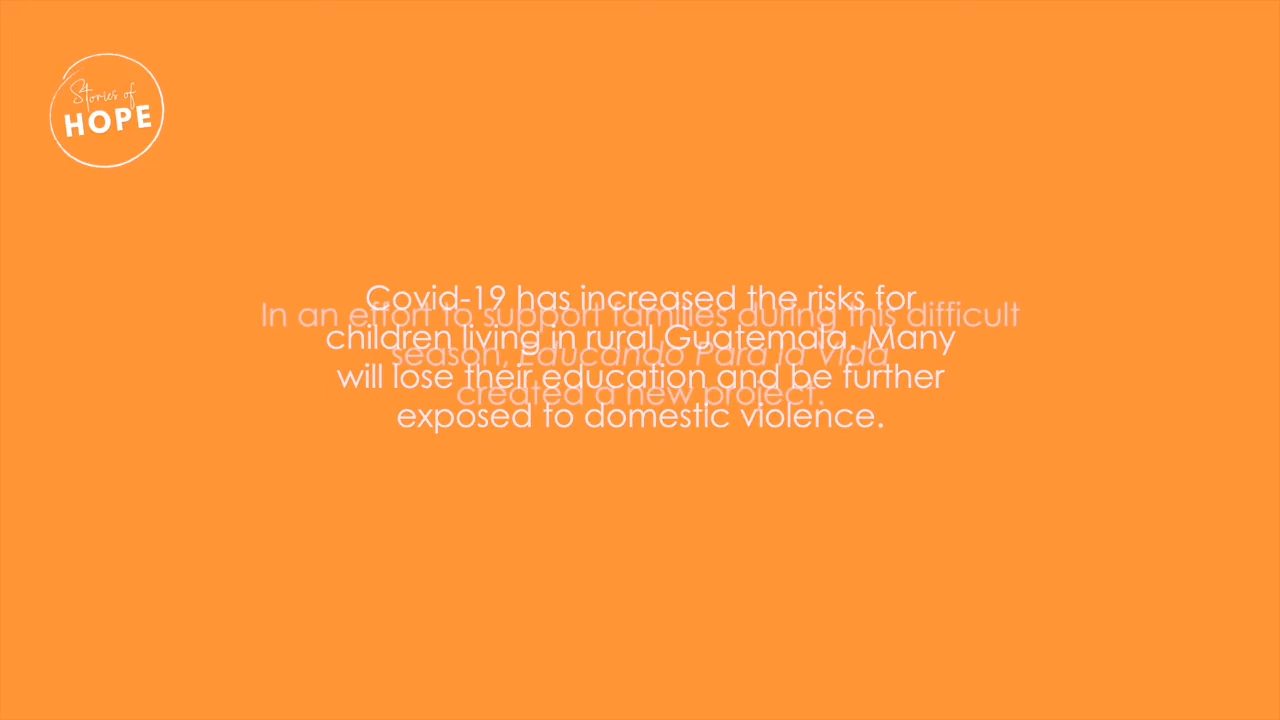 Stories of
HOPE
Covid-19 has increased the risks for
children living in rural Guatemala. Many
will lose their education and be further
exposed to domestic violence.
In an effort to support families during this difficult
season, Educando Para la Vida
created a new project.